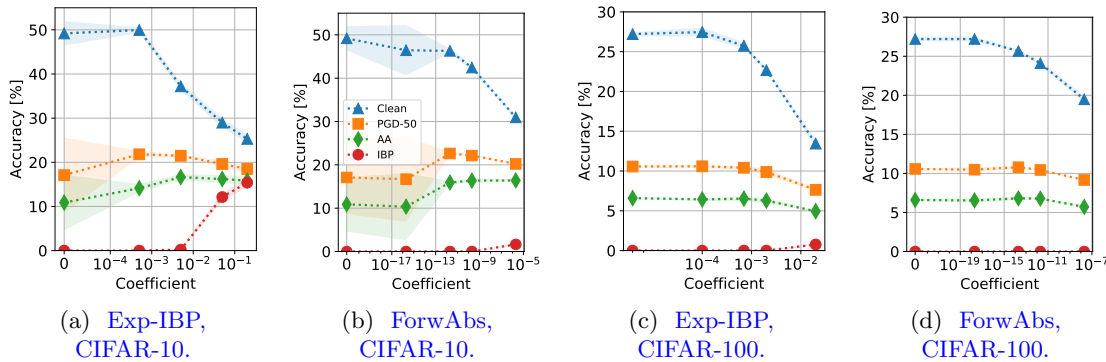 50
40
30
20
10
0
Accuracy [%]
0
10⁻⁴
10⁻³
10⁻²
10⁻¹
Coefficient
(a) Exp-IBP,
CIFAR-10.
50
40
30
20
10
0
Accuracy [%]
Clean
PGD-50
AA
IBP
0
10⁻¹⁷
10⁻¹³
10⁻⁹
10⁻⁵
Coefficient
(b) ForwAbs,
CIFAR-10.
30
25
20
15
10
5
0
Accuracy [%]
10⁻⁴
10⁻³
10⁻²
Coefficient
(c) Exp-IBP,
CIFAR-100.
30
25
20
15
10
5
0
Accuracy [%]
0
10⁻¹⁹
10⁻¹⁵
10⁻¹¹
10⁻⁷
Coefficient
(d) ForwAbs,
CIFAR-100.